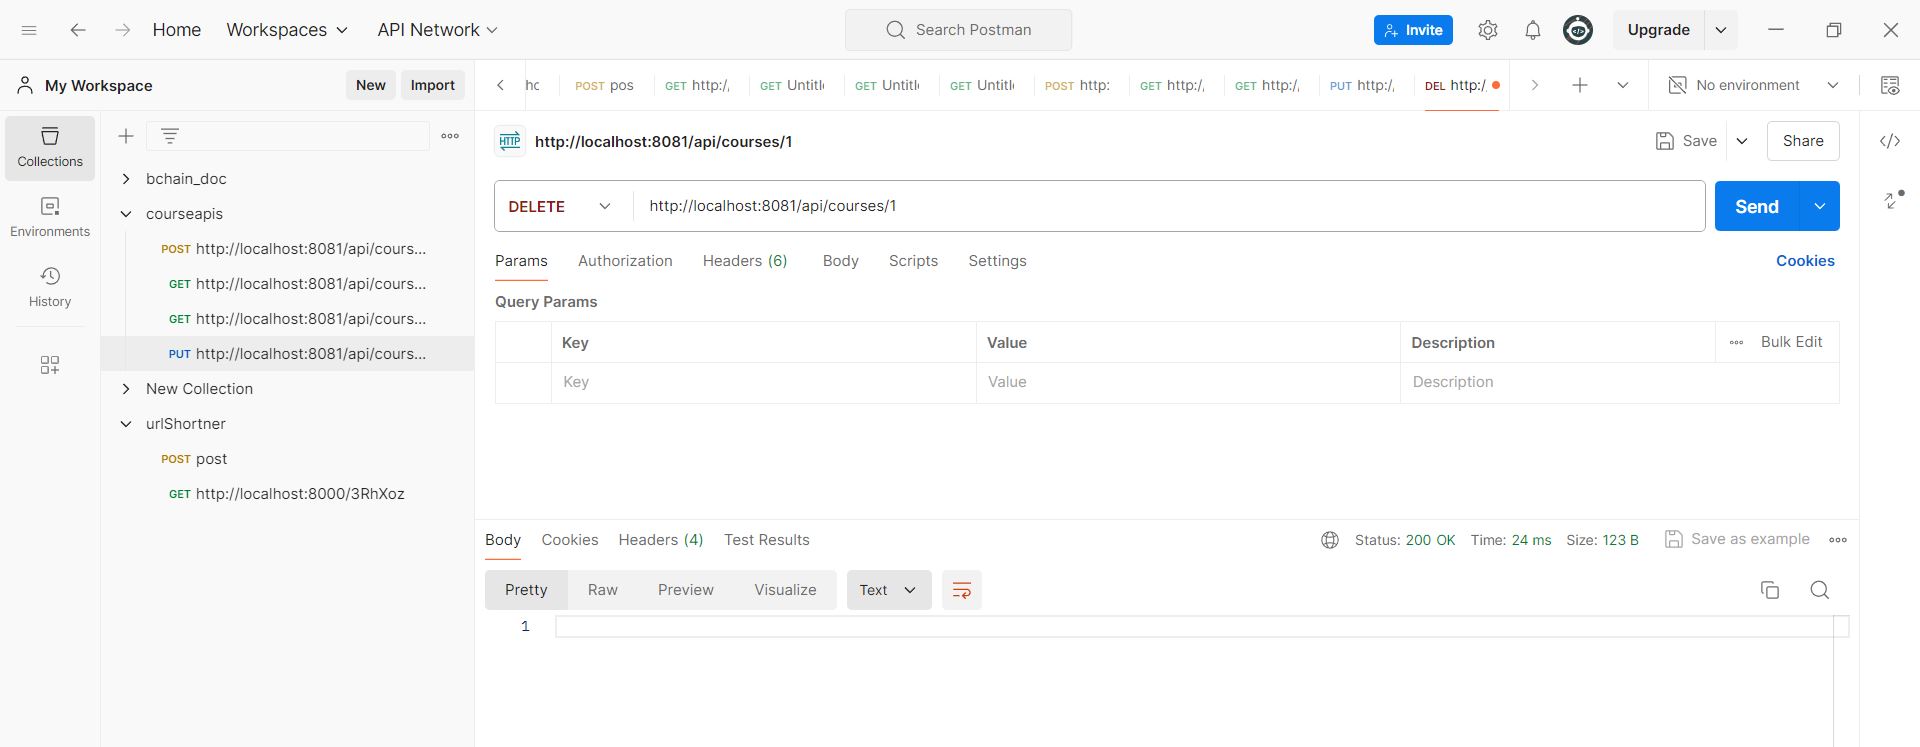 Home Workspaces API Network Search Postman Invite Upgrade
My Workspace New Import
POST pos GET http:/ GET Untitl GET Untitl GET Untitl POST http: GET http:/ GET http:/ PUT http:/ DEL http:/ No environment
Collections
Environments
History
bchain_doc
courseapis
POST http://localhost:8081/api/cours...
GET http://localhost:8081/api/cours...
GET http://localhost:8081/api/cours...
PUT http://localhost:8081/api/cours...
New Collection
urlShortner
POST post
GET http://localhost:8000/3RhXoz
HTTP http://localhost:8081/api/courses/1 Save Share
DELETE http://localhost:8081/api/courses/1 Send
Params Authorization Headers (6) Body Scripts Settings Cookies
Query Params
Key Value Description Bulk Edit
Key Value Description
Body Cookies Headers (4) Test Results Status: 200 OK Time: 24 ms Size: 123 B Save as example
Pretty Raw Preview Visualize Text
1